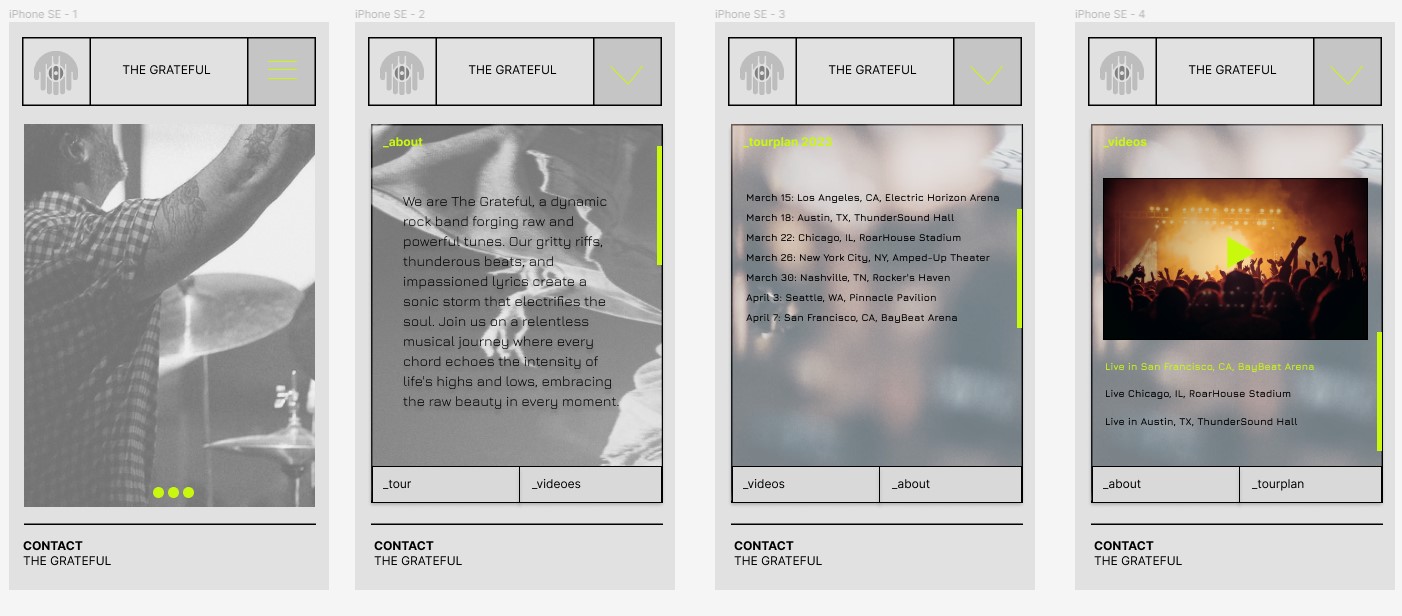 iPhone SE - 1
THE GRATEFUL
CONTACT
THE GRATEFUL
iPhone SE - 2
THE GRATEFUL
_about
We are The Grateful, a dynamic
rock band forging raw and
powerful tunes. Our gritty riffs,
thunderous beats, and
impassioned lyrics create a
sonic storm that electrifies the
soul. Join us on a relentless
musical journey where every
chord echoes the intensity of
life's highs and lows, embracing
the raw beauty in every moment.
_tour
_videoes
CONTACT
THE GRATEFUL
iPhone SE - 3
THE GRATEFUL
_tourplan 2023
March 15: Los Angeles, CA, Electric Horizon Arena
March 18: Austin, TX, ThunderSound Hall
March 22: Chicago, IL, RoarHouse Stadium
March 26: New York City, NY, Amped-Up Theater
March 30: Nashville, TN, Rocker's Haven
April 3: Seattle, WA, Pinnacle Pavilion
April 7: San Francisco, CA, BayBeat Arena
_videos
_about
CONTACT
THE GRATEFUL
iPhone SE - 4
THE GRATEFUL
_videos
Live in San Francisco, CA, BayBeat Arena
Live Chicago, IL, RoarHouse Stadium
Live in Austin, TX, ThunderSound Hall
_about
_tourplan
CONTACT
THE GRATEFUL